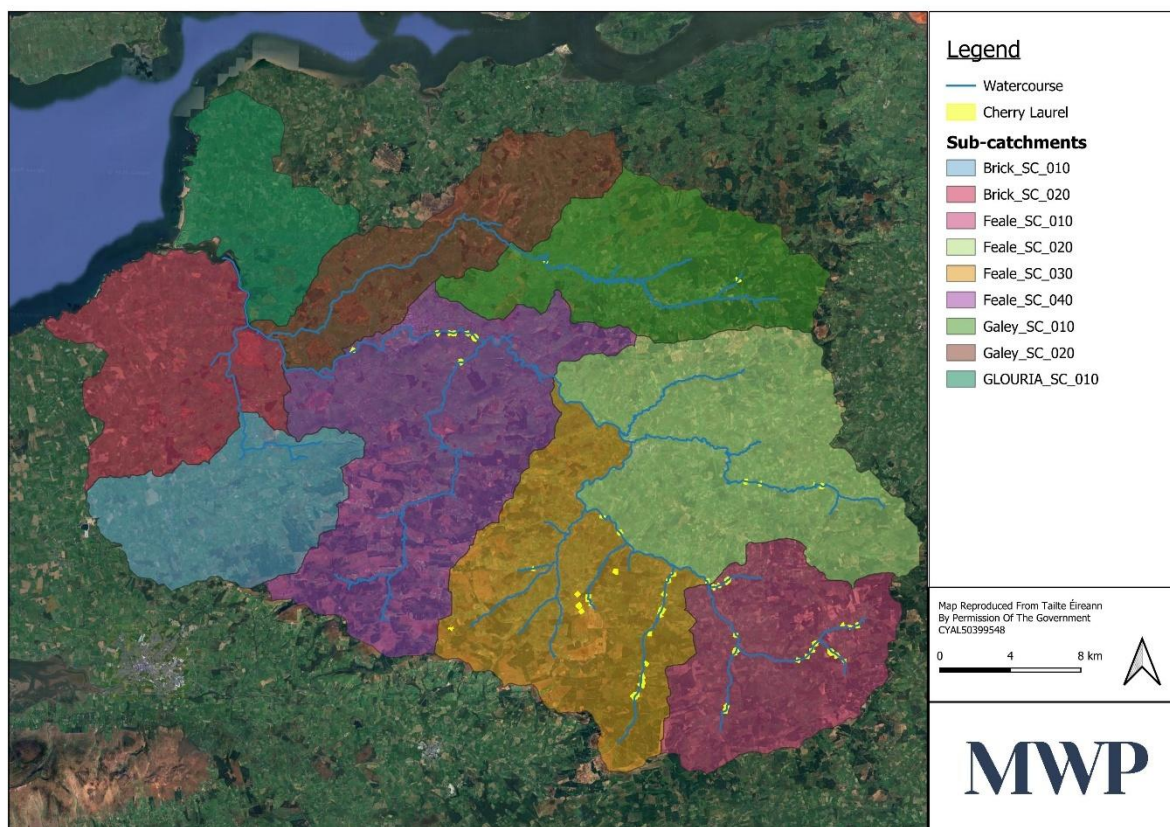 Legend
Watercourse
Cherry Laurel
Sub-catchments
Brick_SC_010
Brick_SC_020
Feale_SC_010
Feale_SC_020
Feale_SC_030
Feale_SC_040
Galey_SC_010
Galey_SC_020
GLOURIA_SC_010
Map Reproduced From Tailte Éireann
By Permission Of The Government
CYAL50399548
0 4 8 km
MWP